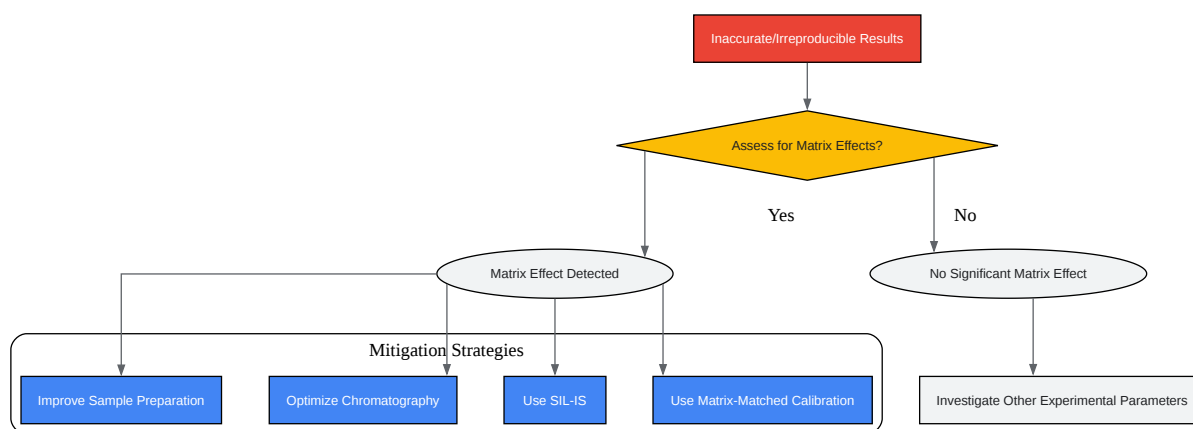 Inaccurate/Irreproducible Results
Assess for Matrix Effects?
Yes
No
Matrix Effect Detected
No Significant Matrix Effect
Mitigation Strategies
Improve Sample Preparation
Optimize Chromatography
Use SIL-IS
Use Matrix-Matched Calibration
Investigate Other Experimental Parameters